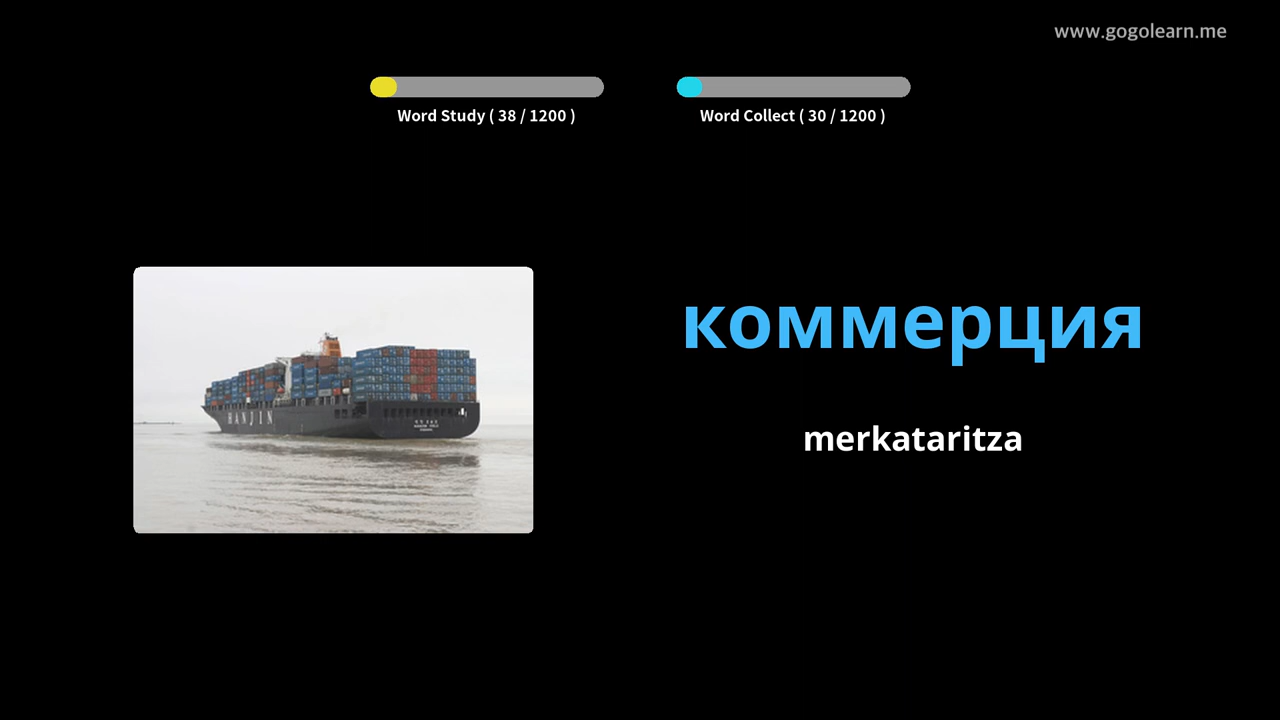 www.gogolearn.me
Word Study ( 38 / 1200 )
Word Collect ( 30 / 1200 )
коммерция
merkataritza
HANJIN